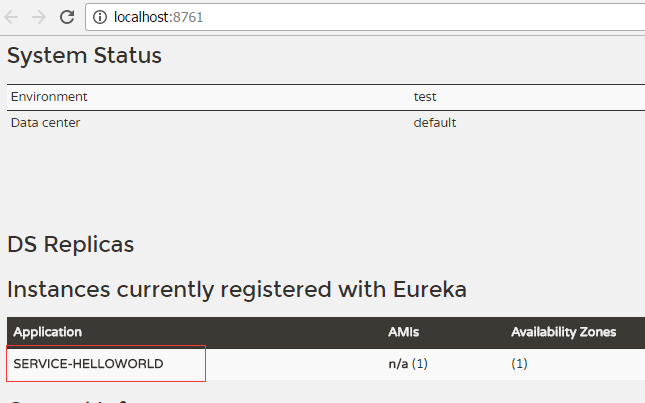 localhost:8761
System Status
Environment test
Data center default
DS Replicas
Instances currently registered with Eureka
Application AMIs Availability Zones
SERVICE-HELLOWORLD n/a (1) (1)